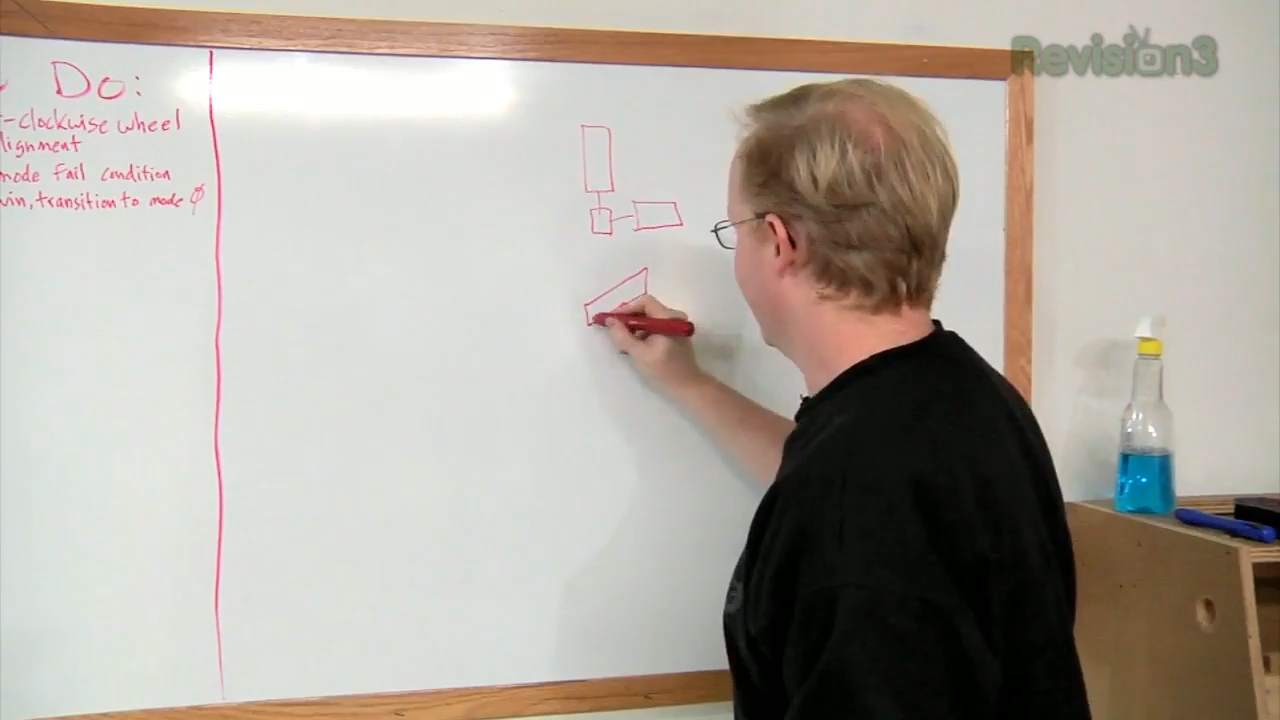 Do:
-clockwise wheel
lignment
mode Fail condition
win, transition to mode Ø
Revision3